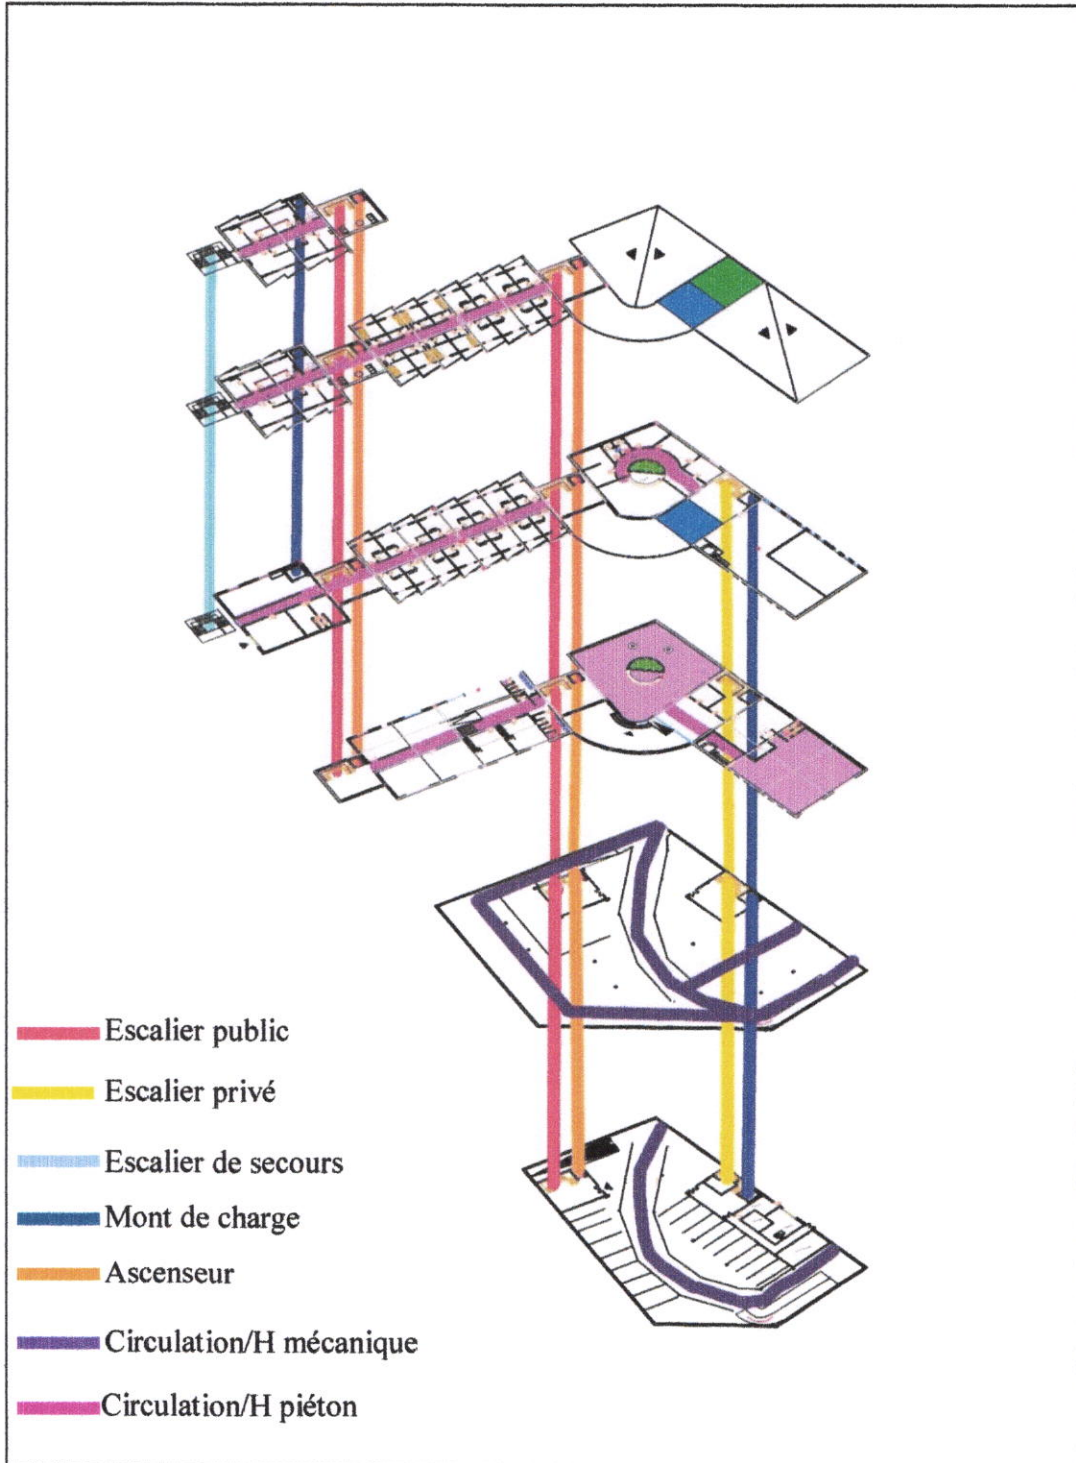 Escalier public
Escalier privé
Escalier de secours
Mont de charge
Ascenseur
Circulation/H mécanique
Circulation/H piéton